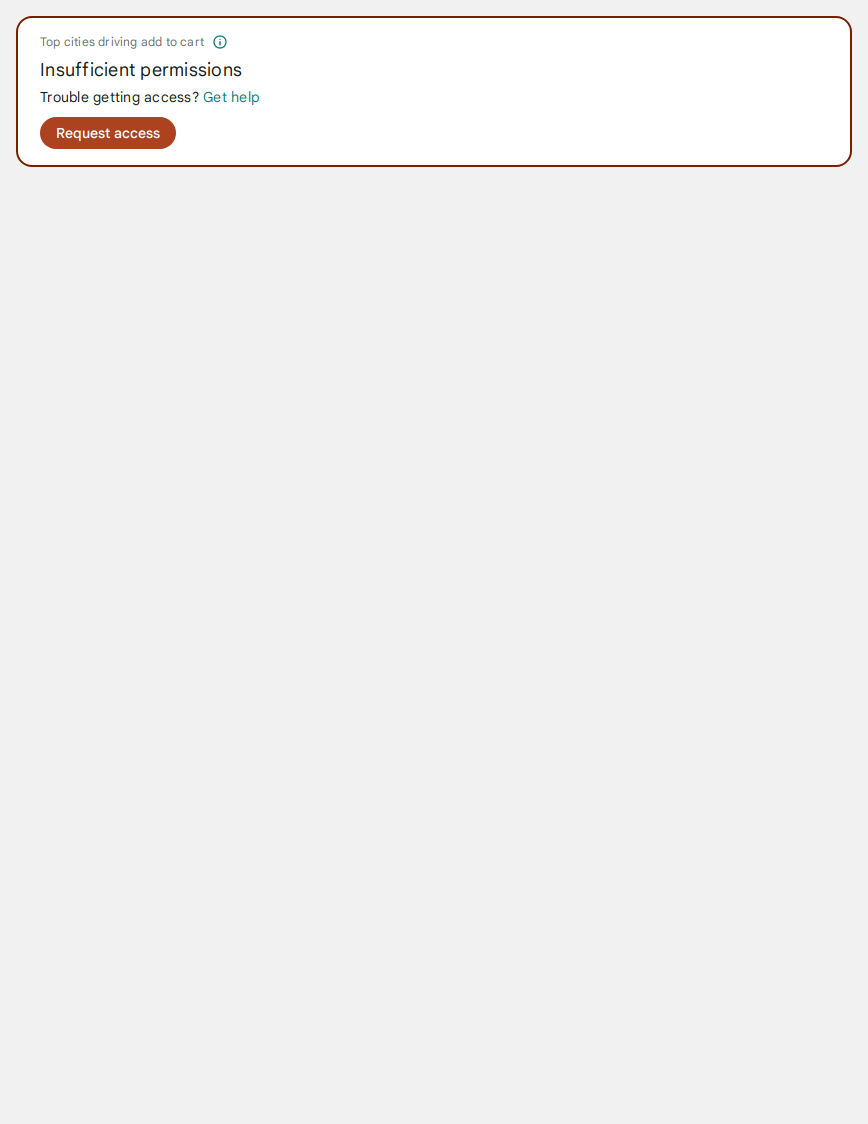 Top cities driving add to cart
Insufficient permissions
Trouble getting access? Get help
Request access